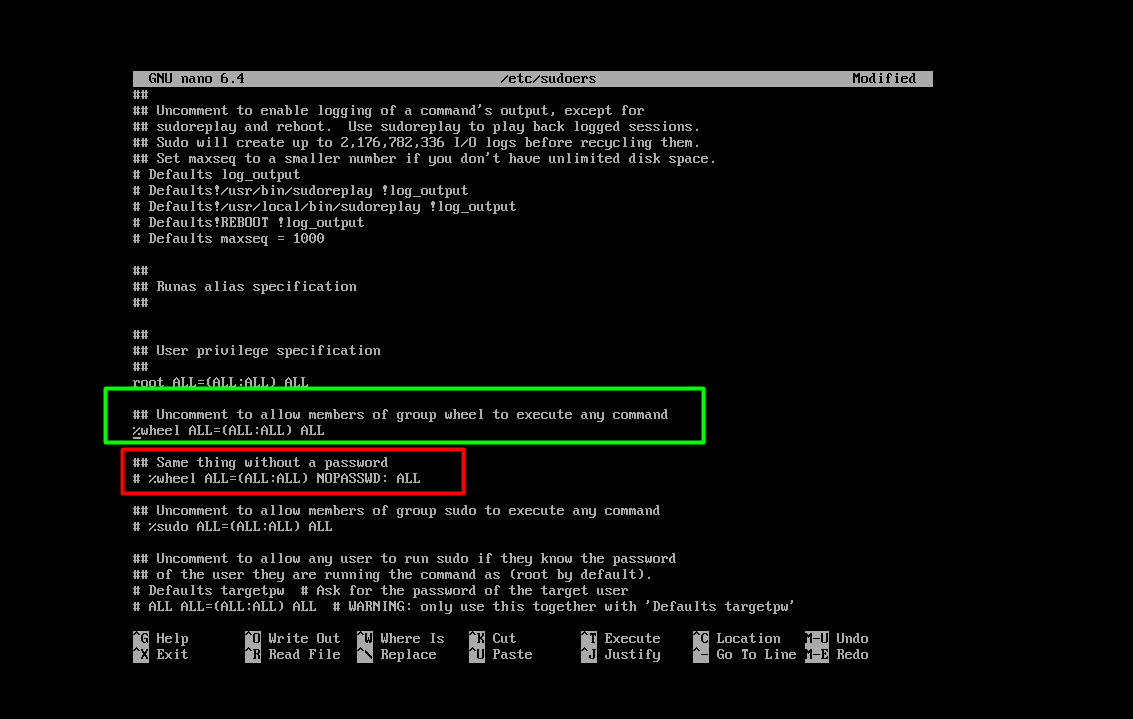 GNU nano 6.4 /etc/sudoers Modified
##
## Uncomment to enable logging of a command's output, except for
## sudoreplay and reboot.  Use sudoreplay to play back logged sessions.
## Sudo will create up to 2,176,782,336 I/O logs before recycling them.
## Set maxseq to a smaller number if you don't have unlimited disk space.
# Defaults log_output
# Defaults!/usr/bin/sudoreplay !log_output
# Defaults!/usr/local/bin/sudoreplay !log_output
# Defaults!REBOOT !log_output
# Defaults maxseq = 1000
##
## Runas alias specification
##
##
## User privilege specification
##
root ALL=(ALL:ALL) ALL
## Uncomment to allow members of group wheel to execute any command
%wheel ALL=(ALL:ALL) ALL
## Same thing without a password
# %wheel ALL=(ALL:ALL) NOPASSWD: ALL
## Uncomment to allow members of group sudo to execute any command
# %sudo ALL=(ALL:ALL) ALL
## Uncomment to allow any user to run sudo if they know the password
## of the user they are running the command as (root by default).
# Defaults targetpw  # Ask for the password of the target user
# ALL ALL=(ALL:ALL) ALL  # WARNING: only use this together with 'Defaults targetpw'
^G Help ^O Write Out ^W Where Is ^K Cut ^T Execute ^C Location M-U Undo
^X Exit ^R Read File ^\ Replace ^U Paste ^J Justify ^- Go To Line M-E Redo